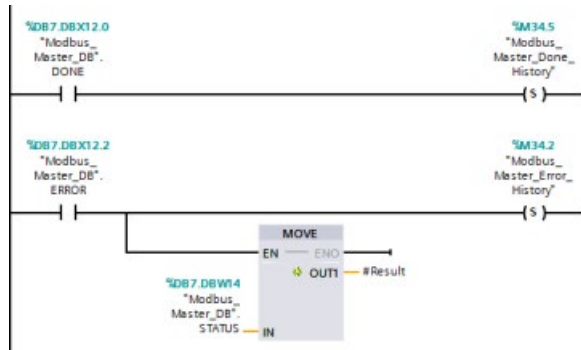 %DB7.DBX12.0
"Modbus_
Master_DB".
DONE
%M34.5
"Modbus_
Master_Done_
History"
( S )
%DB7.DBX12.2
"Modbus_
Master_DB".
ERROR
%M34.2
"Modbus_
Master_Error_
History"
( S )
MOVE
EN ENO
OUT1 #Result
%DB7.DBW14
"Modbus_
Master_DB".
STATUS IN